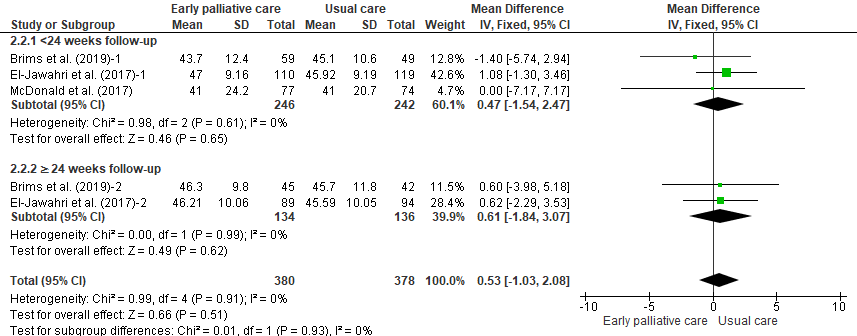 Early palliative care Usual care Mean Difference Mean Difference
Study or Subgroup Mean SD Total Mean SD Total Weight IV, Fixed, 95% CI IV, Fixed, 95% CI
2.2.1 <24 weeks follow-up
Brims et al. (2019)-1 43.7 12.4 59 45.1 10.6 49 12.8% -1.40 (-5.74, 2.94)
El-Jawahri et al. (2017)-1 47 9.16 110 45.92 9.19 119 42.6% 1.08 (-1.30, 3.46)
McDonald et al. (2017) 41 24.2 77 41 20.7 74 4.7% 0.00 (-7.17, 7.17)
Subtotal (95% CI) 246 242 60.1% 0.47 (-1.54, 2.47)
Heterogeneity: Chi² = 0.98, df = 2 (P = 0.61); I² = 0%
Test for overall effect: Z = 0.46 (P = 0.65)
2.2.2 ≥ 24 weeks follow-up
Brims et al. (2019)-2 46.3 9.8 45 45.7 11.8 42 11.5% 0.60 (-3.98, 5.18)
El-Jawahri et al. (2017)-2 46.21 10.06 89 45.59 10.05 94 28.4% 0.62 (-2.29, 3.53)
Subtotal (95% CI) 134 136 39.9% 0.61 (-1.84, 3.07)
Heterogeneity: Chi² = 0.00, df = 1 (P = 0.99); I² = 0%
Test for overall effect: Z = 0.49 (P = 0.62)
Total (95% CI) 380 378 100.0% 0.53 (-1.03, 2.08)
Heterogeneity: Chi² = 0.99, df = 4 (P = 0.91); I² = 0%
Test for overall effect: Z = 0.66 (P = 0.51)
Test for subgroup differences: Chi² = 0.01, df = 1 (P = 0.93), I² = 0%
-10 -5 0 5 10
Early palliative care Usual care